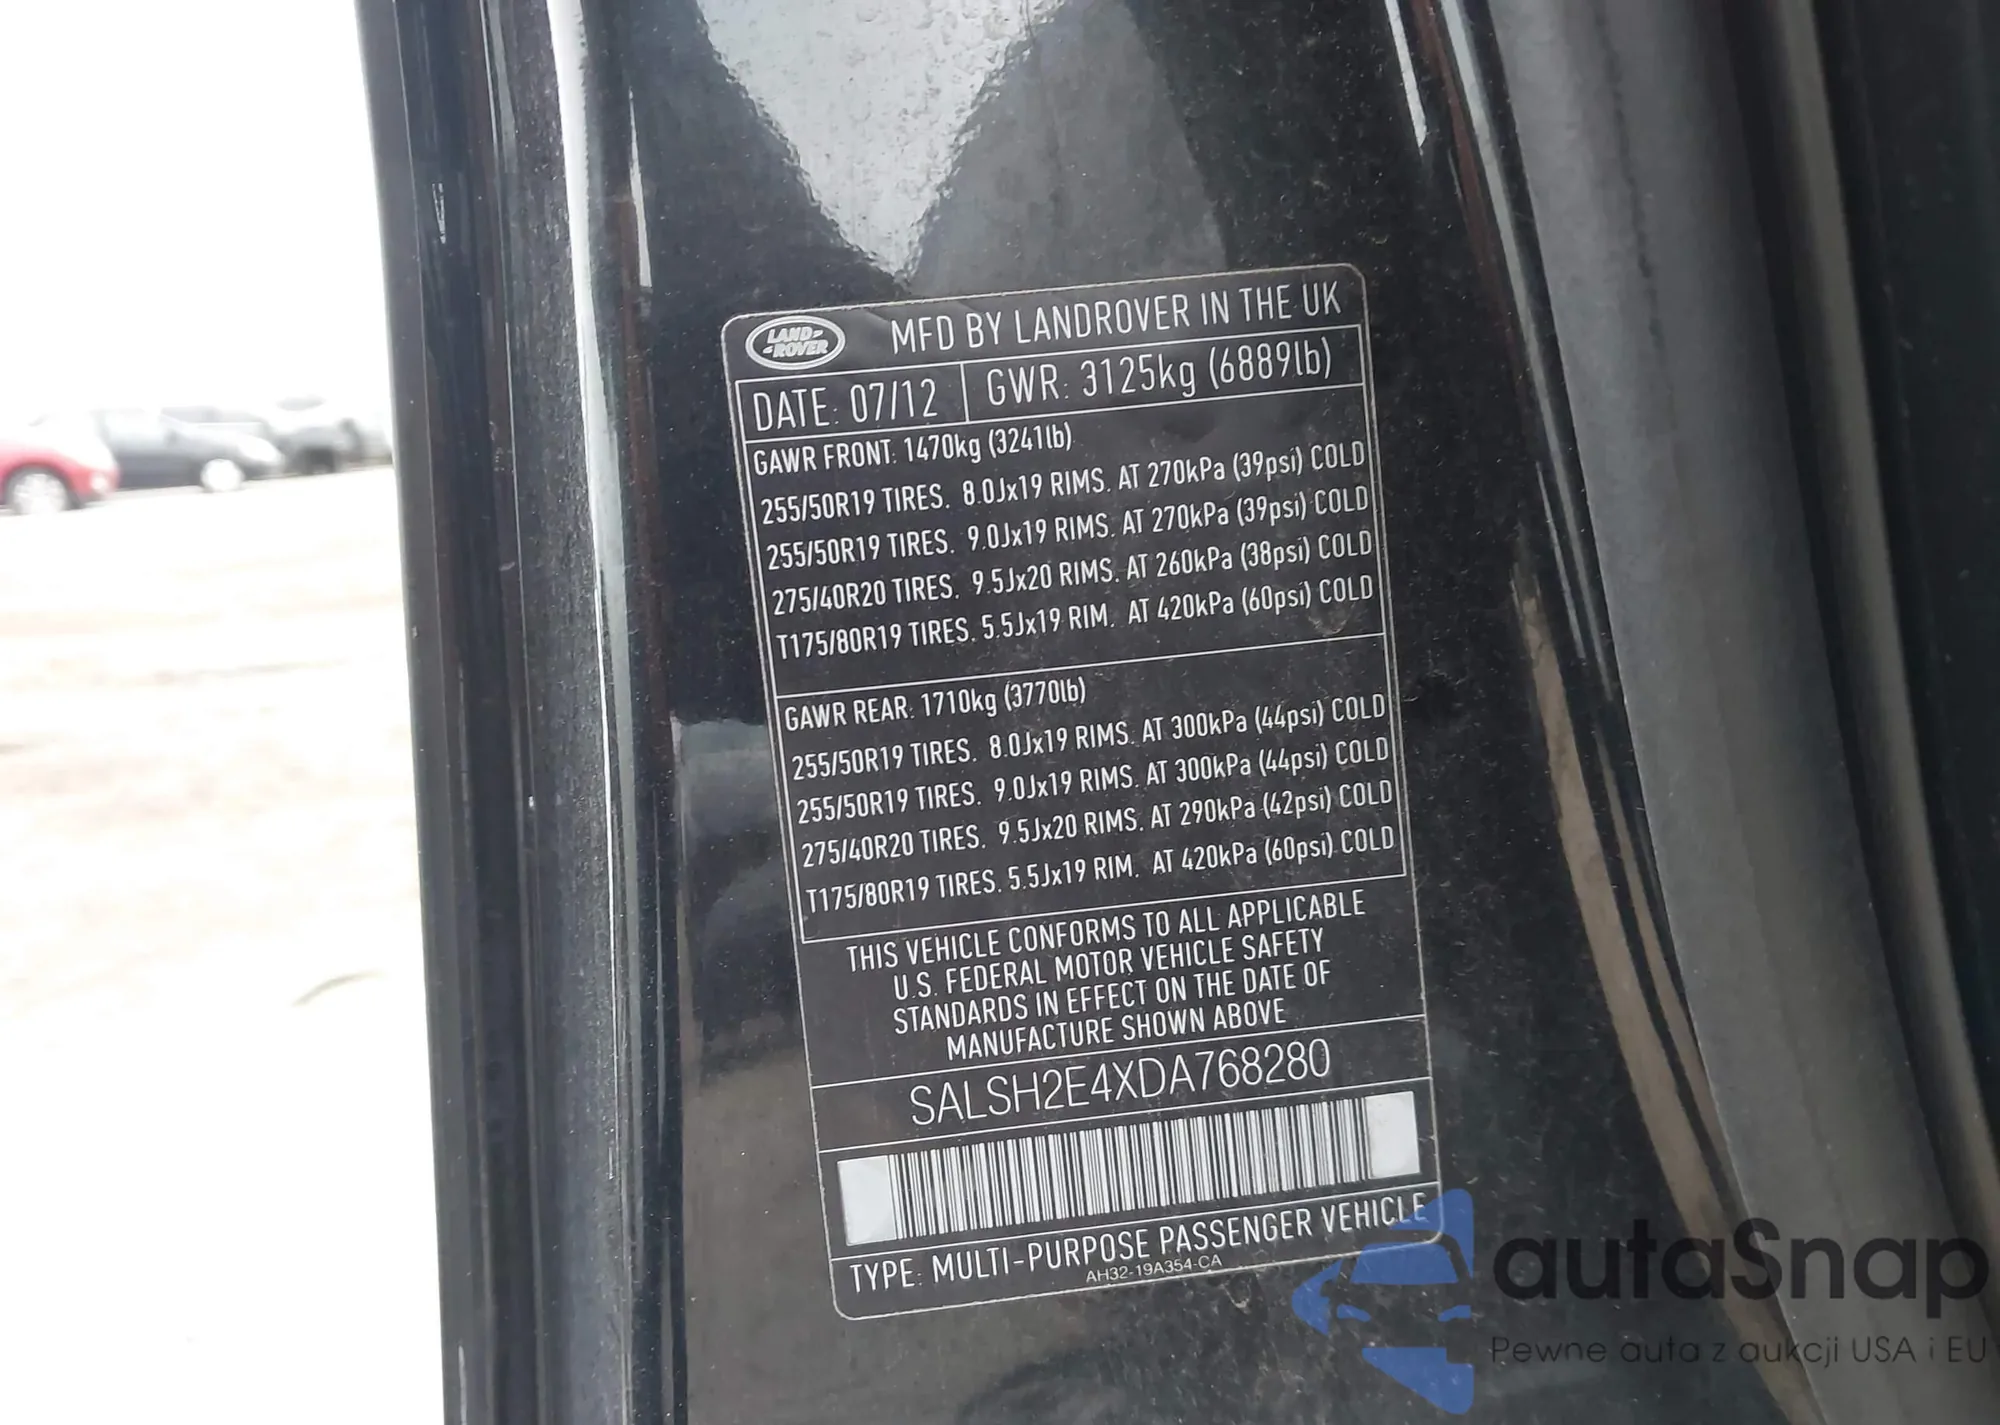 LAND-
-ROVER
MFD BY LANDROVER IN THE UK
DATE: 07/12 GWR: 3125kg (6889lb)
GAWR FRONT: 1470kg (3241lb)
255/50R19 TIRES. 8.0Jx19 RIMS. AT 270kPa (39psi) COLD
255/50R19 TIRES. 9.0Jx19 RIMS. AT 270kPa (39psi) COLD
275/40R20 TIRES. 9.5Jx20 RIMS. AT 260kPa (38psi) COLD
T175/80R19 TIRES. 5.5Jx19 RIM. AT 420kPa (60psi) COLD
GAWR REAR: 1710kg (3770lb)
255/50R19 TIRES. 8.0Jx19 RIMS. AT 300kPa (44psi) COLD
255/50R19 TIRES. 9.0Jx19 RIMS. AT 300kPa (44psi) COLD
275/40R20 TIRES. 9.5Jx20 RIMS. AT 290kPa (42psi) COLD
T175/80R19 TIRES. 5.5Jx19 RIM. AT 420kPa (60psi) COLD
THIS VEHICLE CONFORMS TO ALL APPLICABLE
U.S. FEDERAL MOTOR VEHICLE SAFETY
STANDARDS IN EFFECT ON THE DATE OF
MANUFACTURE SHOWN ABOVE
SALSH2E4XDA768280
TYPE: MULTI-PURPOSE PASSENGER VEHICLE
AH32-19A354-CA
autaSnap
Pewne auta z aukcji USA i EU